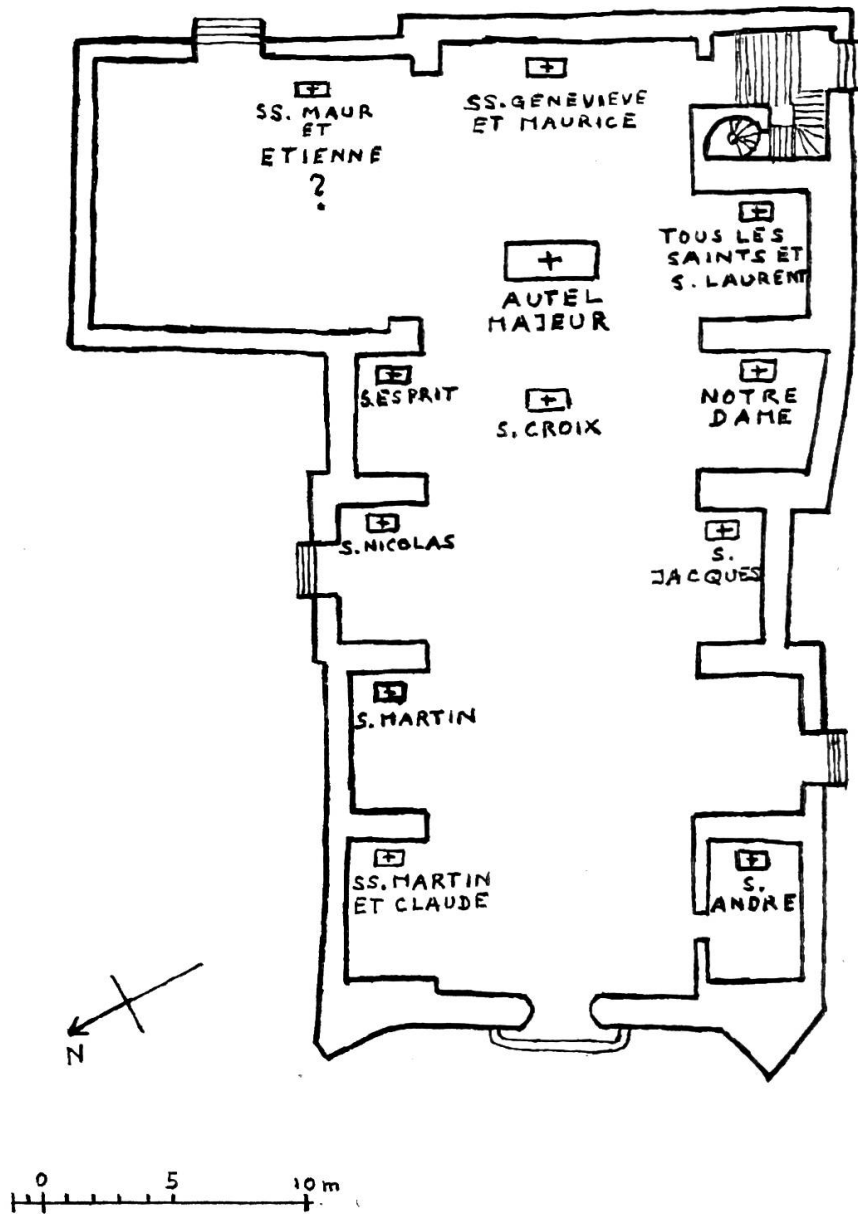 SS. MAUR
ET
ETIENNE
?
SS. GENEVIEVE
ET MAURICE
TOUS LES
SAINTS ET
S. LAURENT
AUTEL
MAJEUR
S. ESPRIT
S. CROIX
NOTRE
DAME
S. NICOLAS
S.
JACQUES
S. MARTIN
SS. MARTIN
ET CLAUDE
S.
ANDRE
N
0 5 10 m